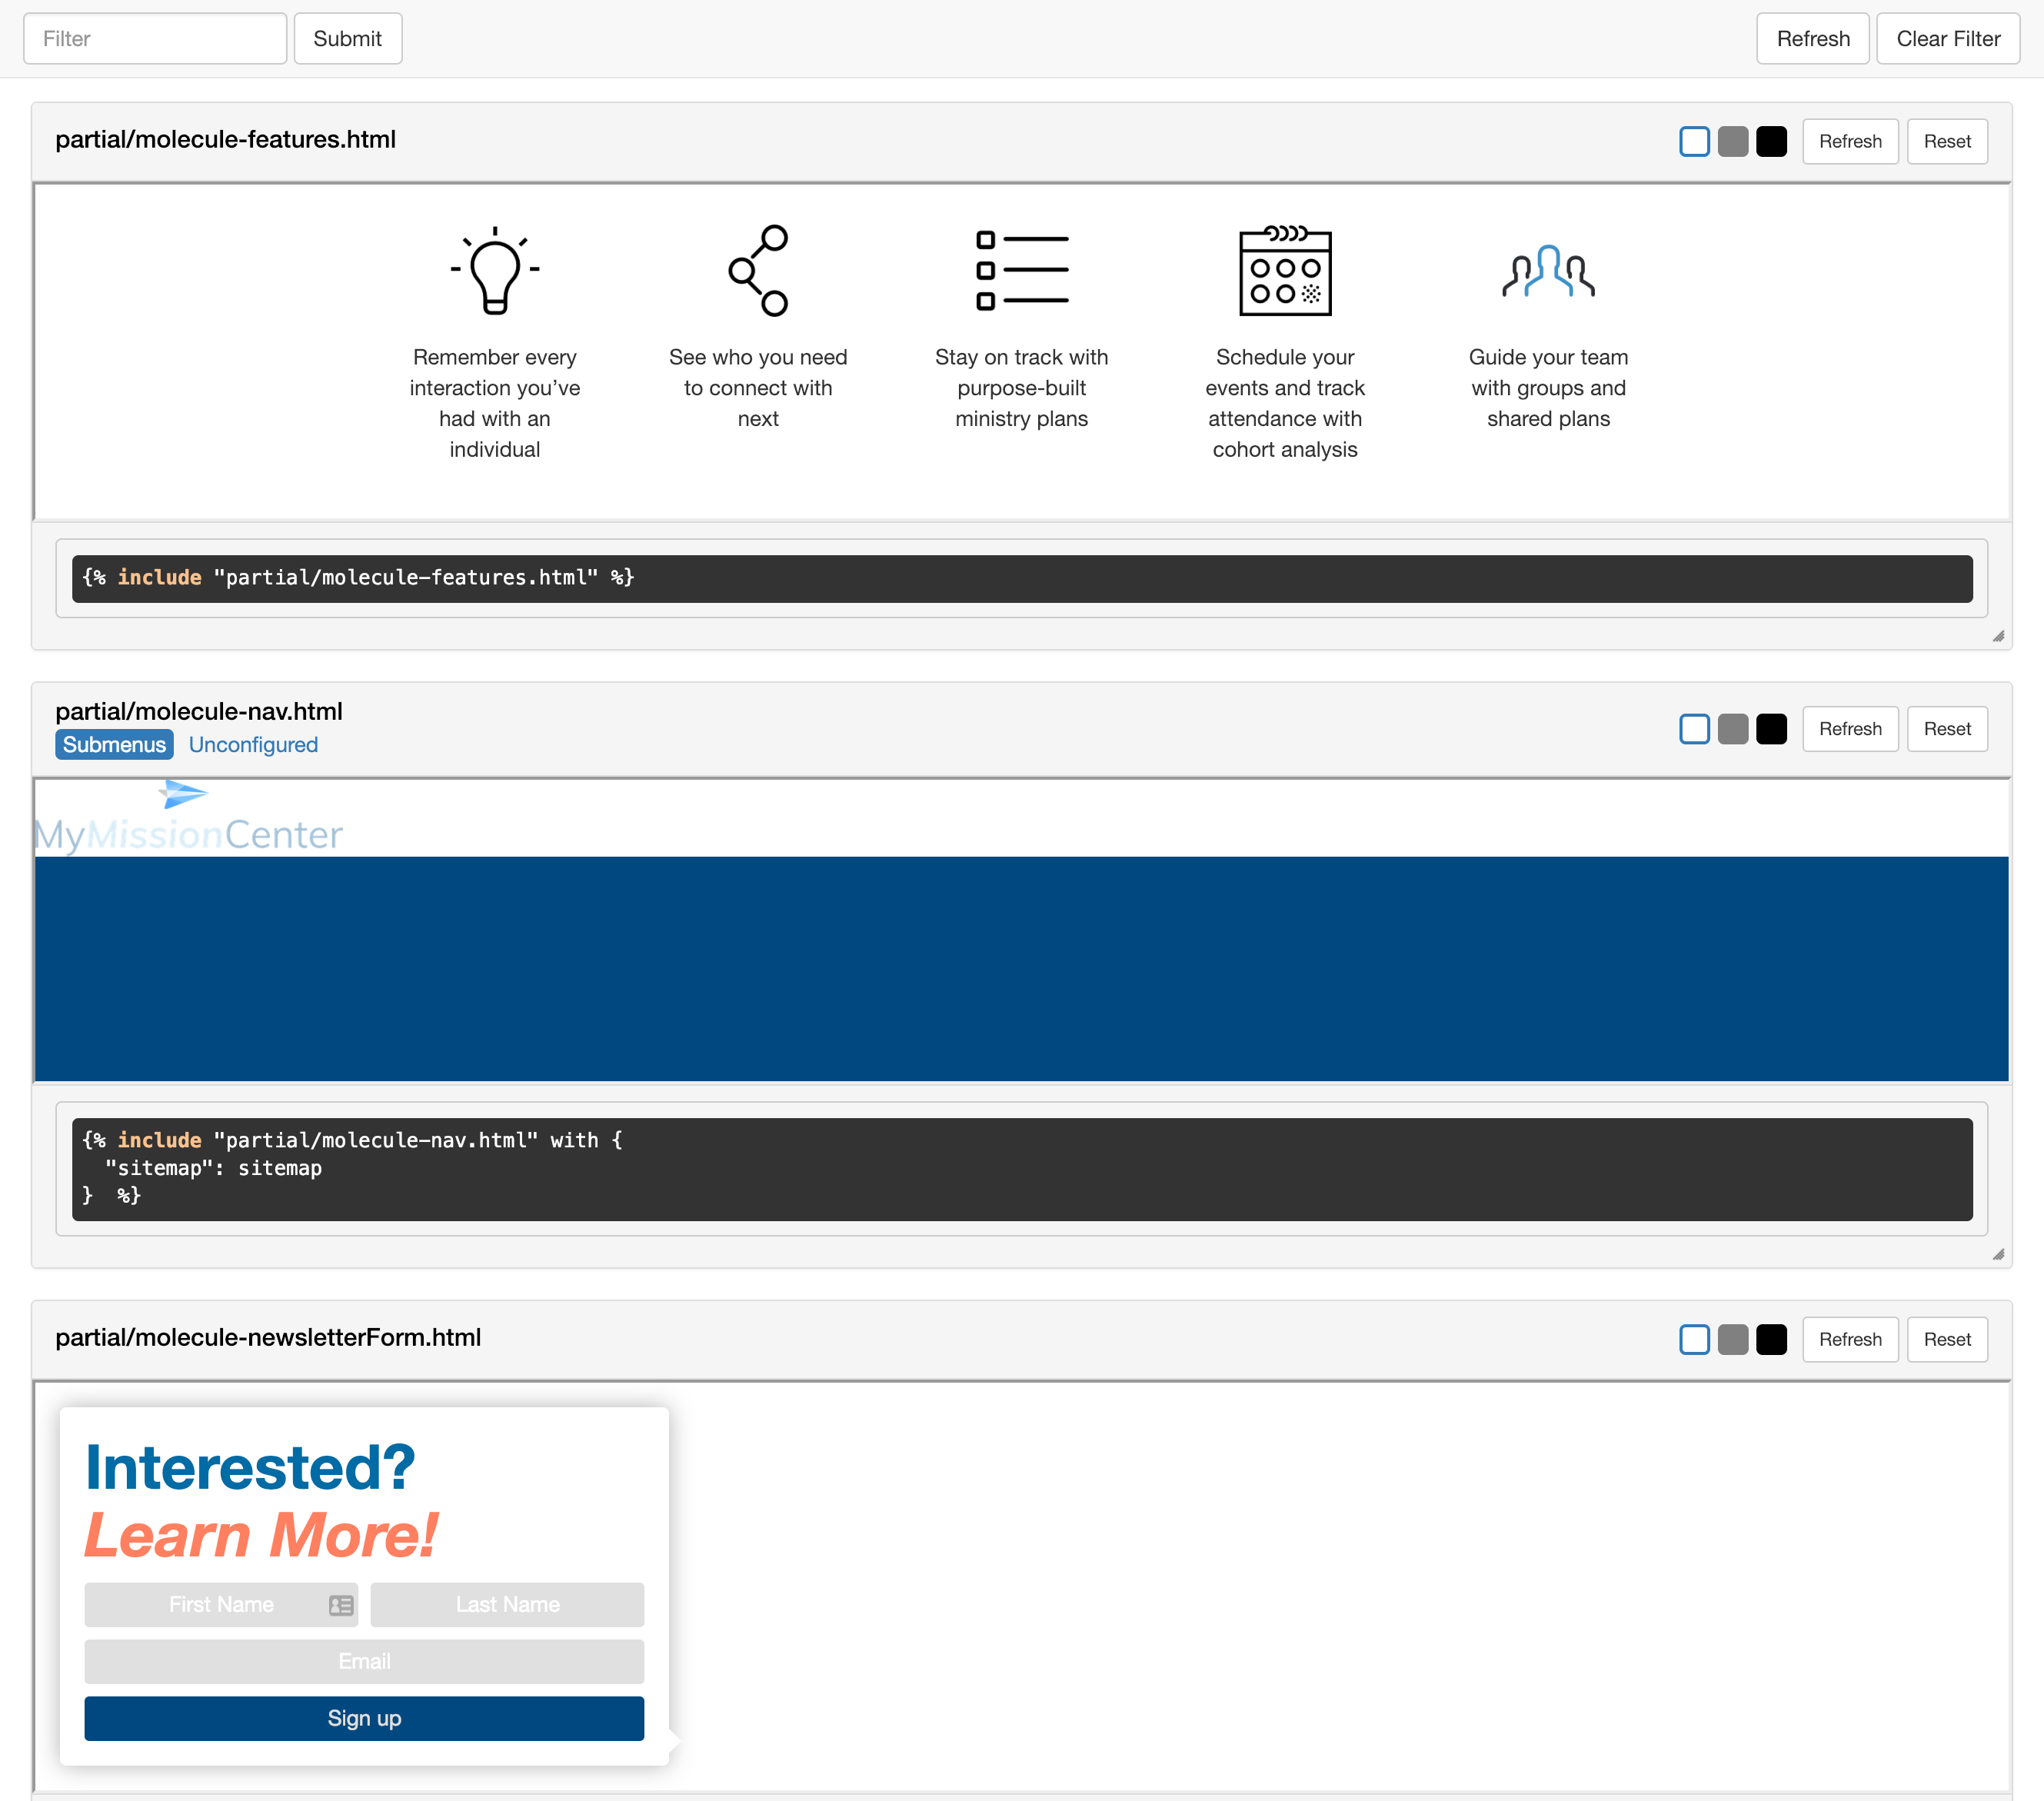 Filter
Submit
Refresh
Clear Filter
partial/molecule-features.html
Refresh
Reset
Remember every
interaction you’ve
had with an
individual
See who you need
to connect with
next
Stay on track with
purpose-built
ministry plans
Schedule your
events and track
attendance with
cohort analysis
Guide your team
with groups and
shared plans
{% include "partial/molecule-features.html" %}
partial/molecule-nav.html
Submenus
Unconfigured
Refresh
Reset
MyMissionCenter
{% include "partial/molecule-nav.html" with {
  "sitemap": sitemap
}  %}
partial/molecule-newsletterForm.html
Refresh
Reset
Interested?
Learn More!
First Name
Last Name
Email
Sign up